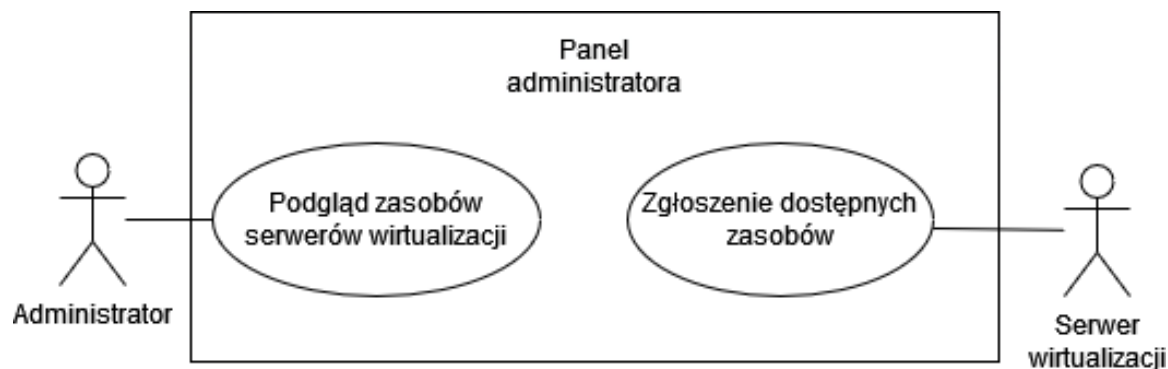 Panel
administratora
Podgląd zasobów
serwerów wirtualizacji
Zgłoszenie dostępnych
zasobów
Administrator
Serwer
wirtualizacji